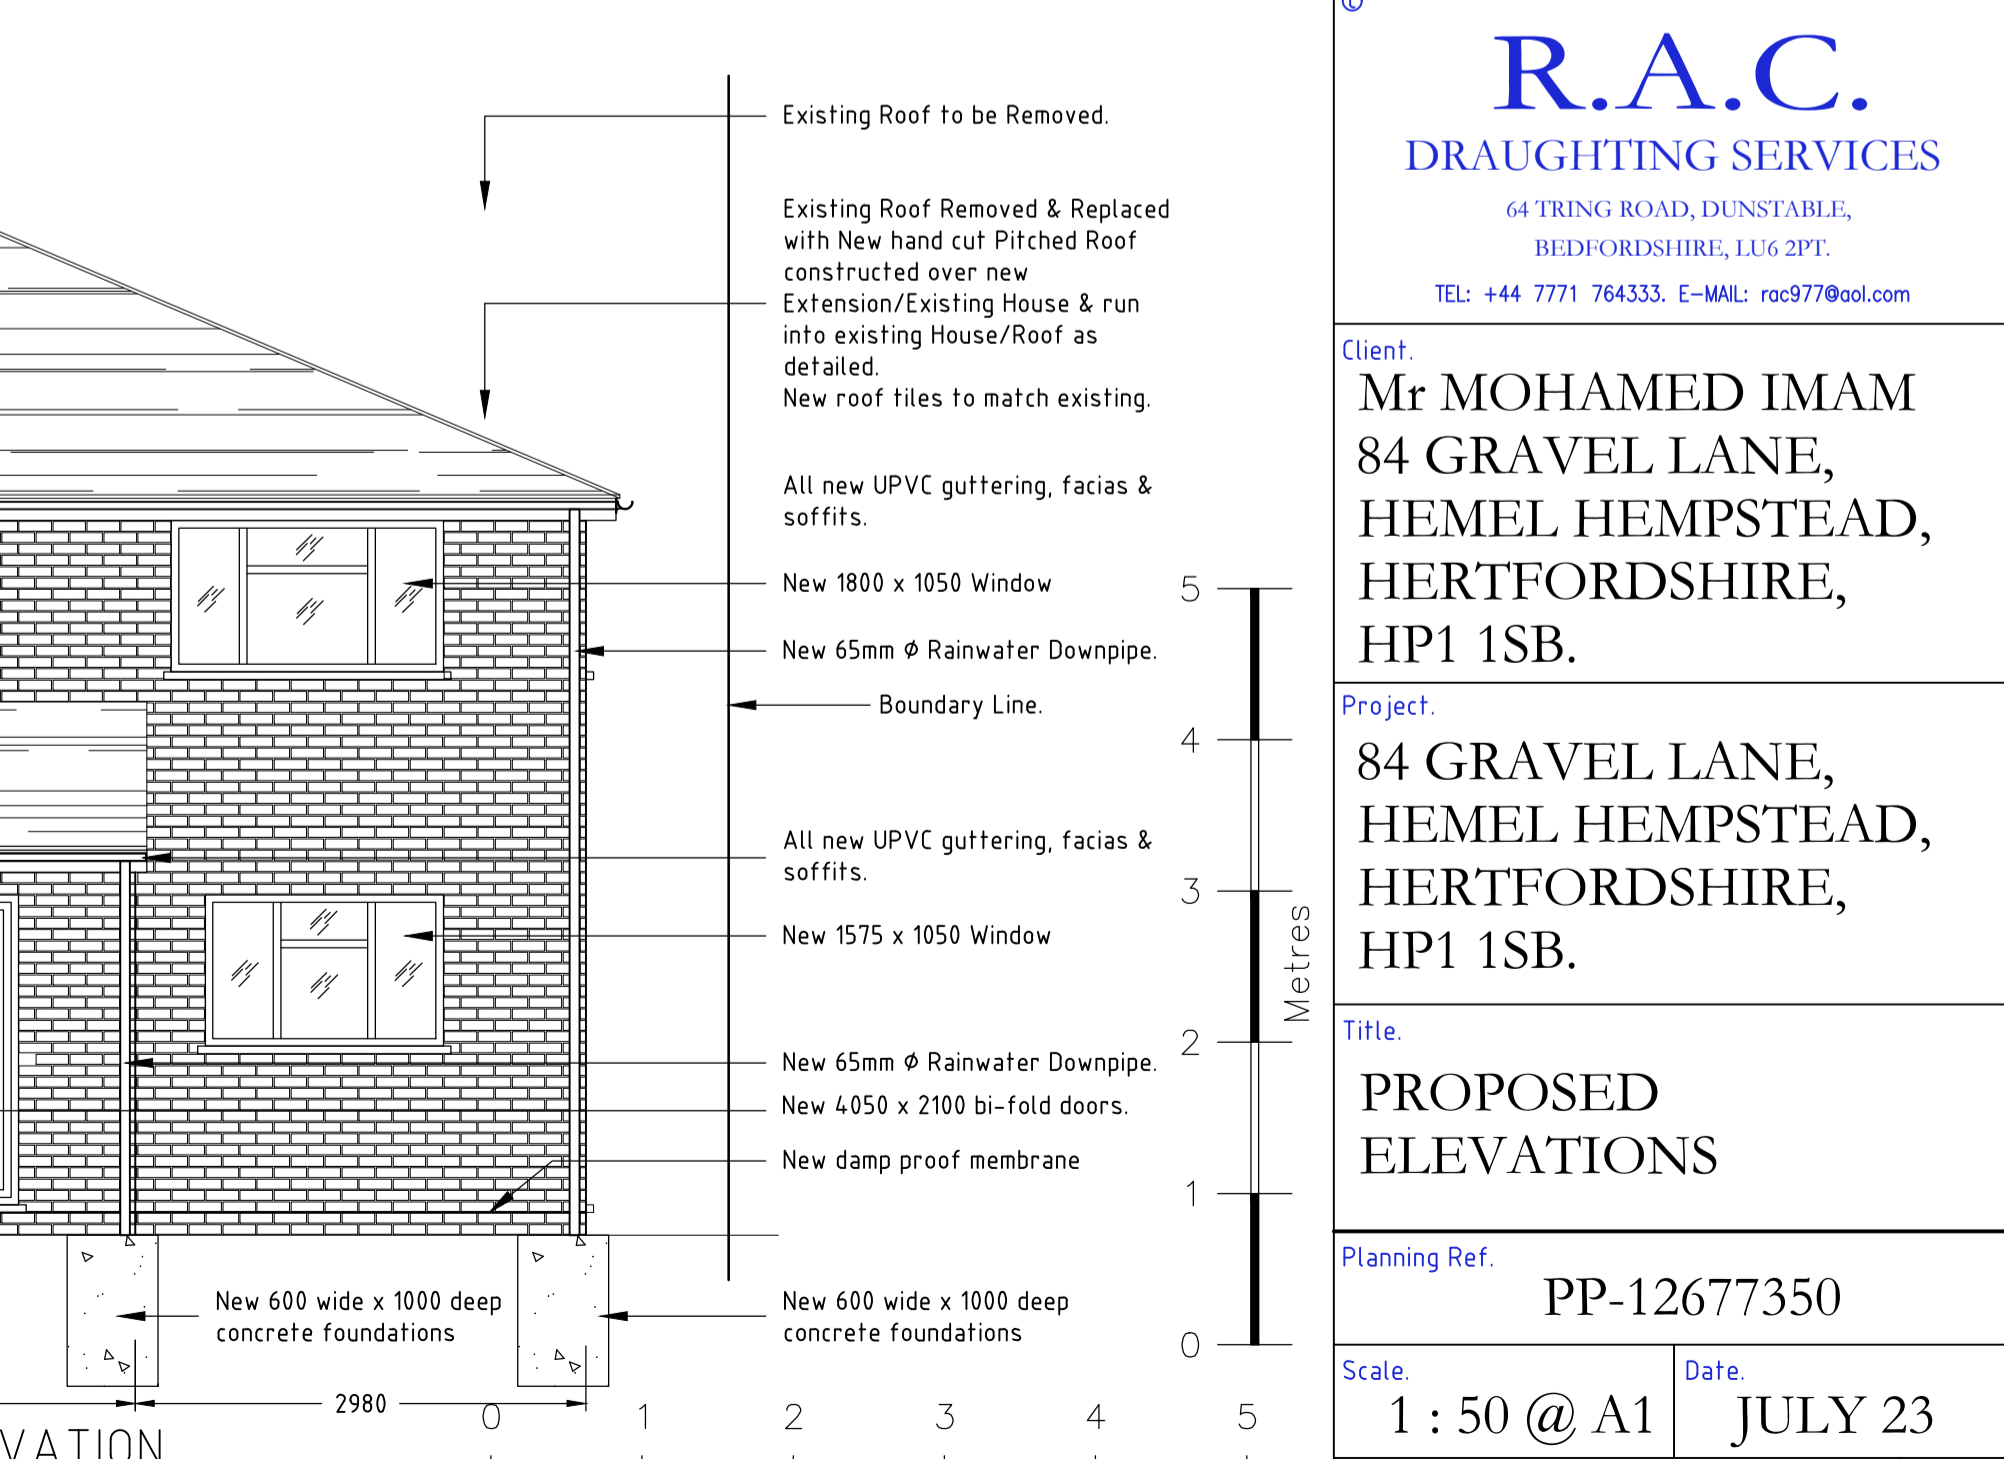 Existing Roof to be Removed.
Existing Roof Removed & Replaced
with New hand cut Pitched Roof
constructed over new
Extension/Existing House & run
into existing House/Roof as
detailed.
New roof tiles to match existing.
All new UPVC guttering, facias &
soffits.
New 1800 x 1050 Window
New 65mm Ø Rainwater Downpipe.
Boundary Line.
All new UPVC guttering, facias &
soffits.
New 1575 x 1050 Window
New 65mm Ø Rainwater Downpipe.
New 4050 x 2100 bi-fold doors.
New damp proof membrane
New 600 wide x 1000 deep
concrete foundations
New 600 wide x 1000 deep
concrete foundations
2980
VATION
5
4
3
2
1
0
Metres
0 1 2 3 4 5
©
R.A.C.
DRAUGHTING SERVICES
64 TRING ROAD, DUNSTABLE,
BEDFORDSHIRE, LU6 2PT.
TEL: +44 7771 764333. E-MAIL: rac977@aol.com
Client.
Mr MOHAMED IMAM
84 GRAVEL LANE,
HEMEL HEMPSTEAD,
HERTFORDSHIRE,
HP1 1SB.
Project.
84 GRAVEL LANE,
HEMEL HEMPSTEAD,
HERTFORDSHIRE,
HP1 1SB.
Title.
PROPOSED
ELEVATIONS
Planning Ref.
PP-12677350
Scale.
1 : 50 @ A1
Date.
JULY 23